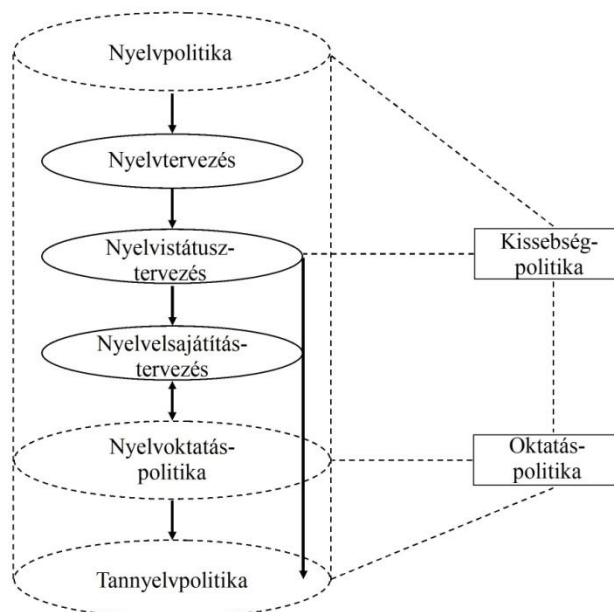 Nyelvpolitika
Nyelvtervezés
Nyelvistátusz-
tervezés
Kissebség-
politika
Nyelvelsajátítás-
tervezés
Nyelvoktatás-
politika
Oktatás-
politika
Tannyelvpolitika